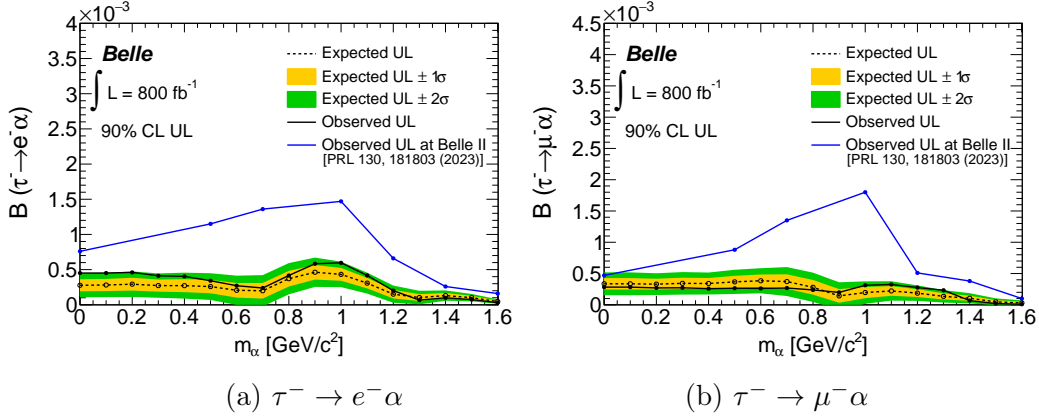 ×10⁻³
4
3.5
3
2.5
2
1.5
1
0.5
0
B (τ⁻→e⁻α)
Belle
∫ L = 800 fb⁻¹
90% CL UL
Expected UL
Expected UL ± 1σ
Expected UL ± 2σ
Observed UL
Observed UL at Belle II
[PRL 130, 181803 (2023)]
0 0.2 0.4 0.6 0.8 1 1.2 1.4 1.6
m_α [GeV/c²]
(a) τ⁻ → e⁻α
×10⁻³
4.5
4
3.5
3
2.5
2
1.5
1
0.5
0
B (τ⁻→μ⁻α)
Belle
∫ L = 800 fb⁻¹
90% CL UL
Expected UL
Expected UL ± 1σ
Expected UL ± 2σ
Observed UL
Observed UL at Belle II
[PRL 130, 181803 (2023)]
0 0.2 0.4 0.6 0.8 1 1.2 1.4 1.6
m_α [GeV/c²]
(b) τ⁻ → μ⁻α